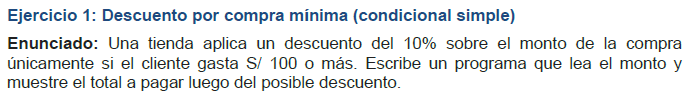 Ejercicio 1: Descuento por compra mínima (condicional simple)
Enunciado: Una tienda aplica un descuento del 10% sobre el monto de la compra
únicamente si el cliente gasta S/ 100 o más. Escribe un programa que lea el monto y
muestre el total a pagar luego del posible descuento.